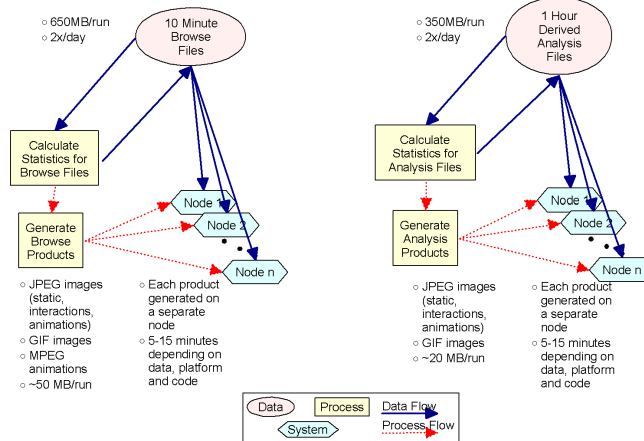 ○ 650MB/run
○ 2x/day
10 Minute
Browse
Files
Calculate
Statistics for
Browse Files
Generate
Browse
Products
Node 1
Node 2
Node n
○ JPEG images
(static,
interactions,
animations)
○ GIF images
○ MPEG
animations
○ ~50 MB/run
○ Each product
generated on
a separate
node
○ 5-15 minutes
depending on
data, platform
and code
○ 350MB/run
○ 2x/day
1 Hour
Derived
Analysis
Files
Calculate
Statistics for
Analysis Files
Generate
Analysis
Products
Node 1
Node 2
Node n
○ JPEG images
(static,
interactions,
animations)
○ GIF images
○ ~20 MB/run
○ Each product
generated on
a separate
node
○ 5-15 minutes
depending on
data, platform
and code
Data
Process
Data Flow
System
Process Flow